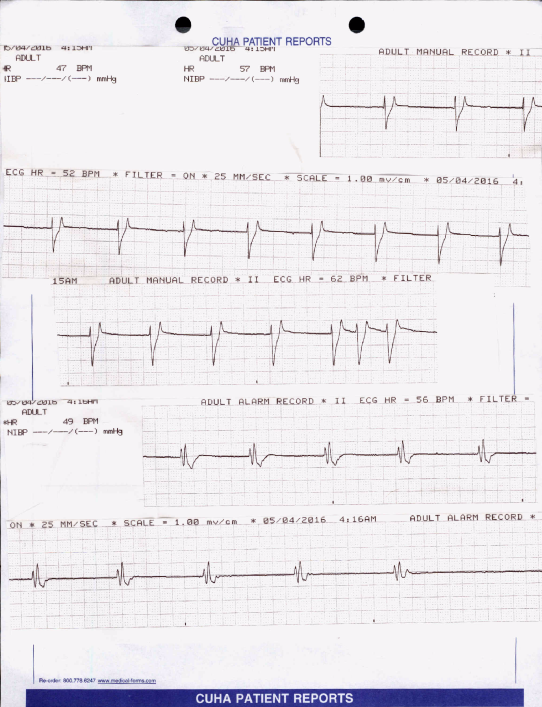 CUHA PATIENT REPORTS
05/04/2016 4:15AM
ADULT
HR 47 BPM
NIBP ---/---/(---) mmHg
05/04/2016 4:15AM
ADULT
HR 57 BPM
NIBP ---/---/(---) mmHg
ADULT MANUAL RECORD * II
ECG HR = 52 BPM * FILTER = ON * 25 MM/SEC * SCALE = 1.00 mv/cm * 05/04/2016 4:
15AM ADULT MANUAL RECORD * II ECG HR = 62 BPM * FILTER
05/04/2016 4:16AM
ADULT
*HR 49 BPM
NIBP ---/---/(---) mmHg
ADULT ALARM RECORD * II ECG HR = 56 BPM * FILTER =
ON * 25 MM/SEC * SCALE = 1.00 mv/cm * 05/04/2016 4:16AM ADULT ALARM RECORD *
Re-order: 800.778.6247 www.medical-forms.com
CUHA PATIENT REPORTS